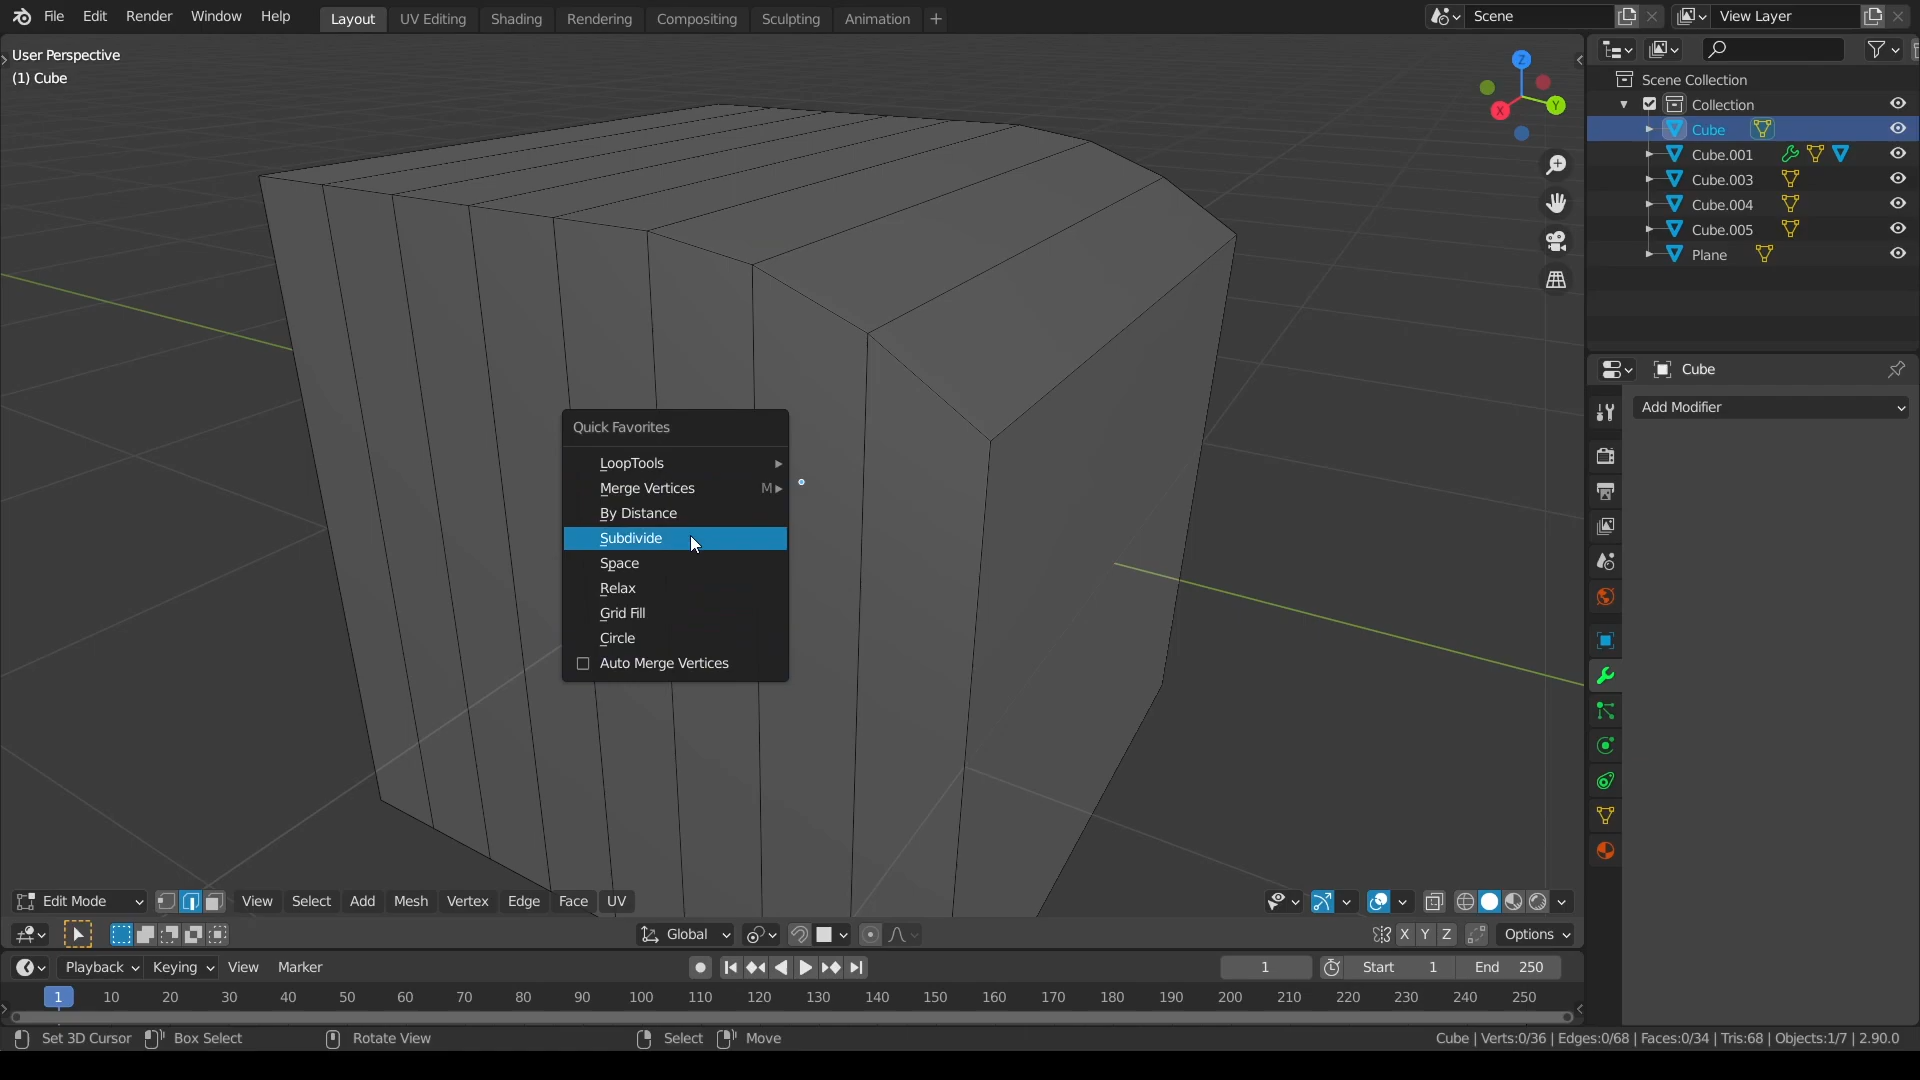 File Edit Render Window Help
Layout UV Editing Shading Rendering Compositing Sculpting Animation +
Scene
View Layer
User Perspective
(1) Cube
Z
Y
X
Scene Collection
Collection
Cube
Cube.001
Cube.003
Cube.004
Cube.005
Plane
Cube
Add Modifier
Quick Favorites
LoopTools
Merge Vertices M
By Distance
Subdivide
Space
Relax
Grid Fill
Circle
Auto Merge Vertices
Edit Mode View Select Add Mesh Vertex Edge Face UV
Global X Y Z Options
Playback Keying View Marker 1 Start 1 End 250
1 10 20 30 40 50 60 70 80 90 100 110 120 130 140 150 160 170 180 190 200 210 220 230 240 250
Set 3D Cursor Box Select Rotate View Select Move Cube | Verts:0/36 | Edges:0/68 | Faces:0/34 | Tris:68 | Objects:1/7 | 2.90.0